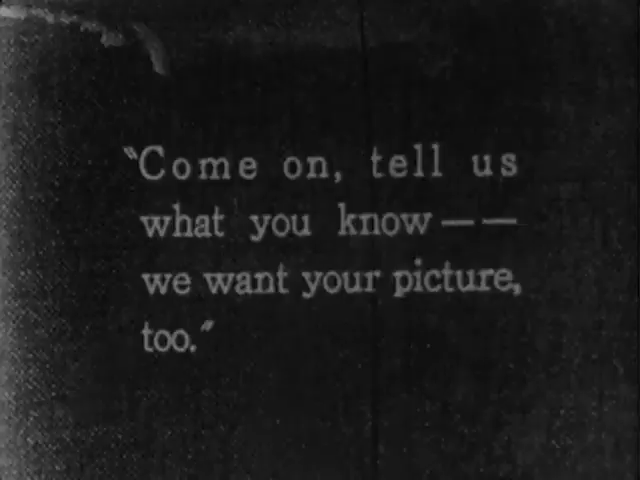 "Come on, tell us
what you know——
we want your picture,
too."